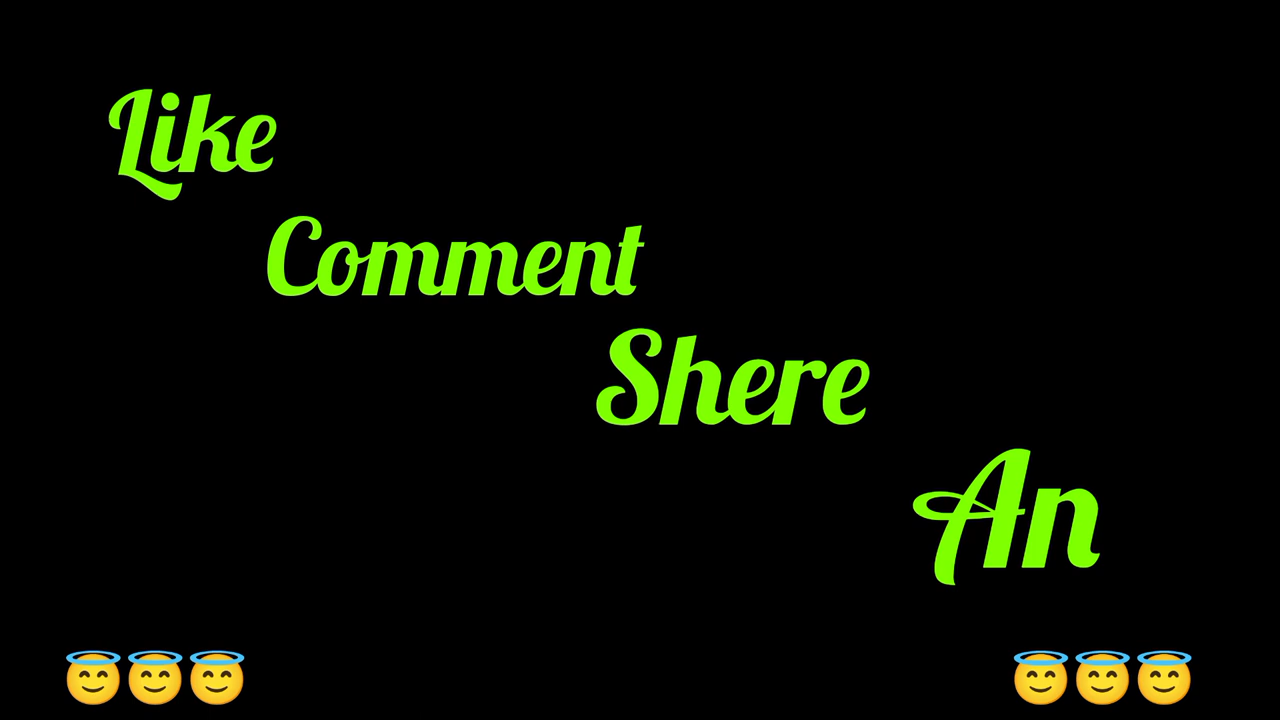 Like
Comment
Shere
An
😇😇😇 😇😇😇